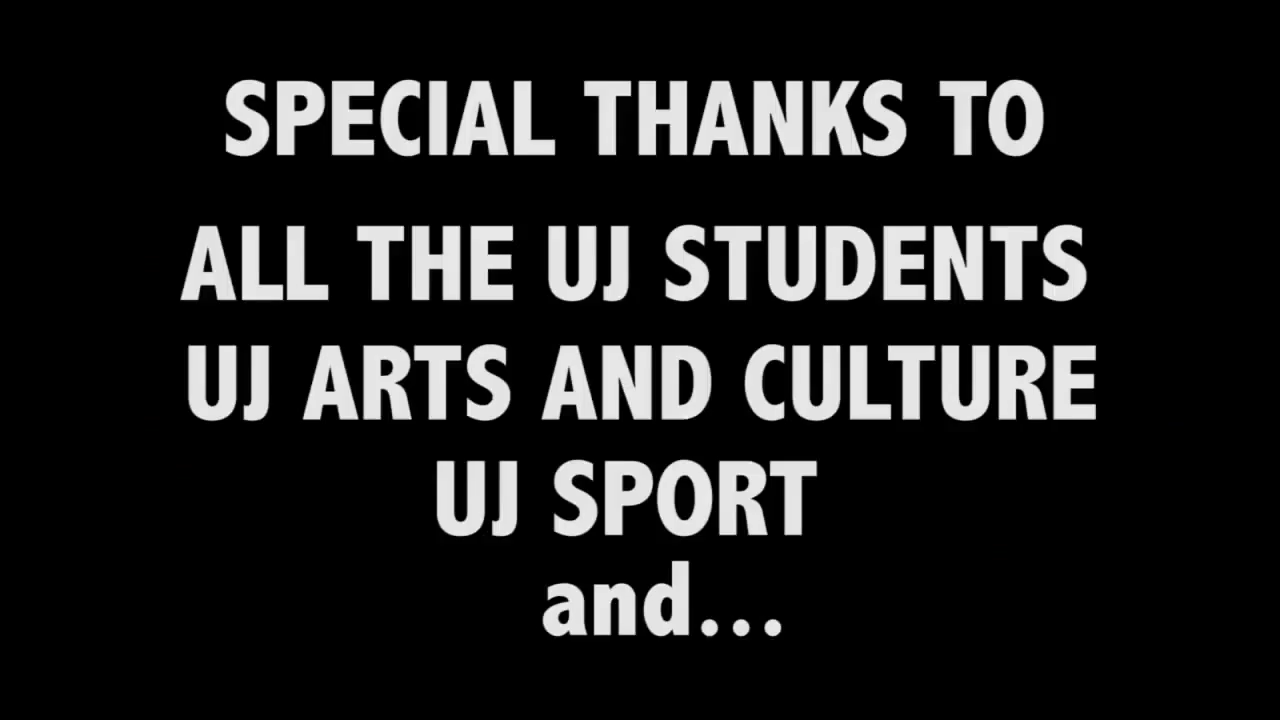 SPECIAL THANKS TO
ALL THE UJ STUDENTS
UJ ARTS AND CULTURE
UJ SPORT
and...